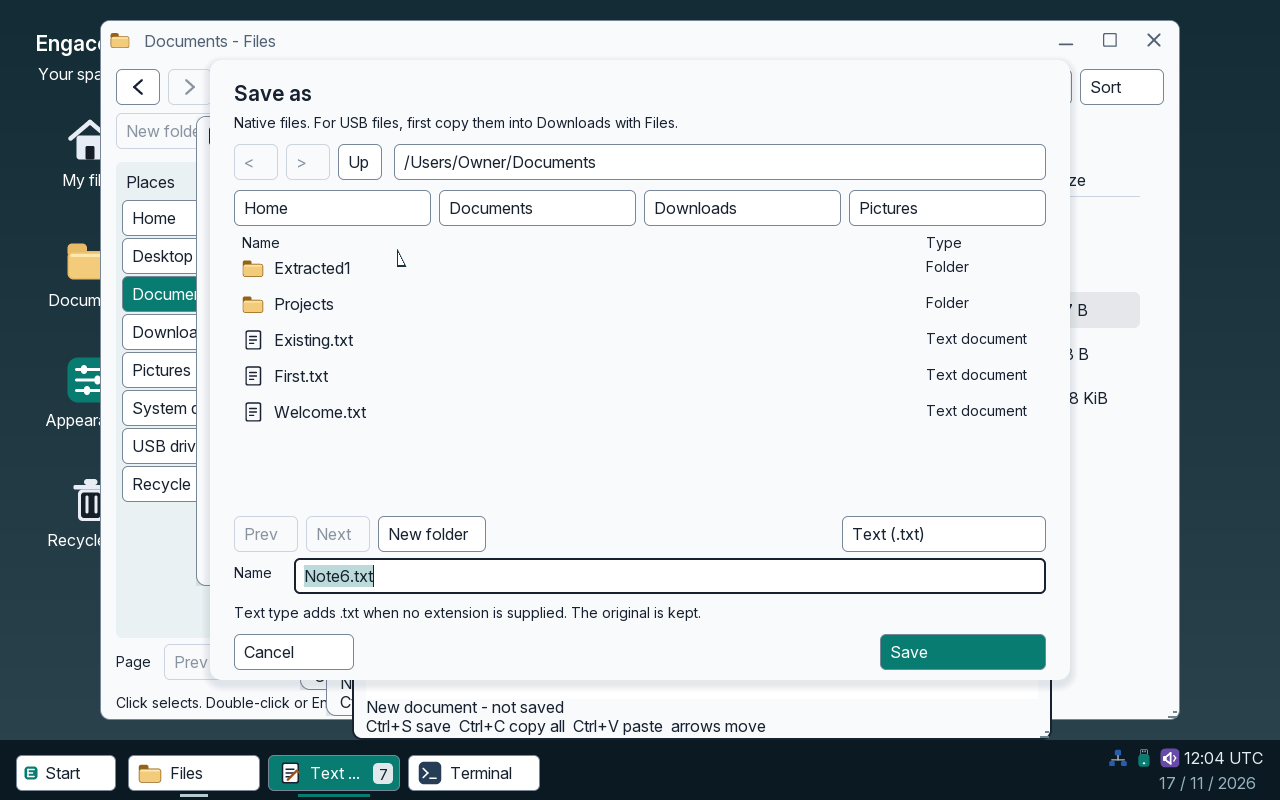 Documents - Files
Sort
Save as
Native files. For USB files, first copy them into Downloads with Files.
< > Up /Users/Owner/Documents
Home Documents Downloads Pictures
Name Type
Extracted1 Folder
Projects Folder
Existing.txt Text document
First.txt Text document
Welcome.txt Text document
Prev Next New folder Text (.txt)
Name Note6.txt
Text type adds .txt when no extension is supplied. The original is kept.
Cancel Save
Places
Home
Desktop
Pictures
Recycle
Page Prev
Click selects. Double-click or
New document - not saved
Ctrl+S save Ctrl+C copy all Ctrl+V paste arrows move
Start Files Text ... 7 Terminal
12:04 UTC
17 / 11 / 2026